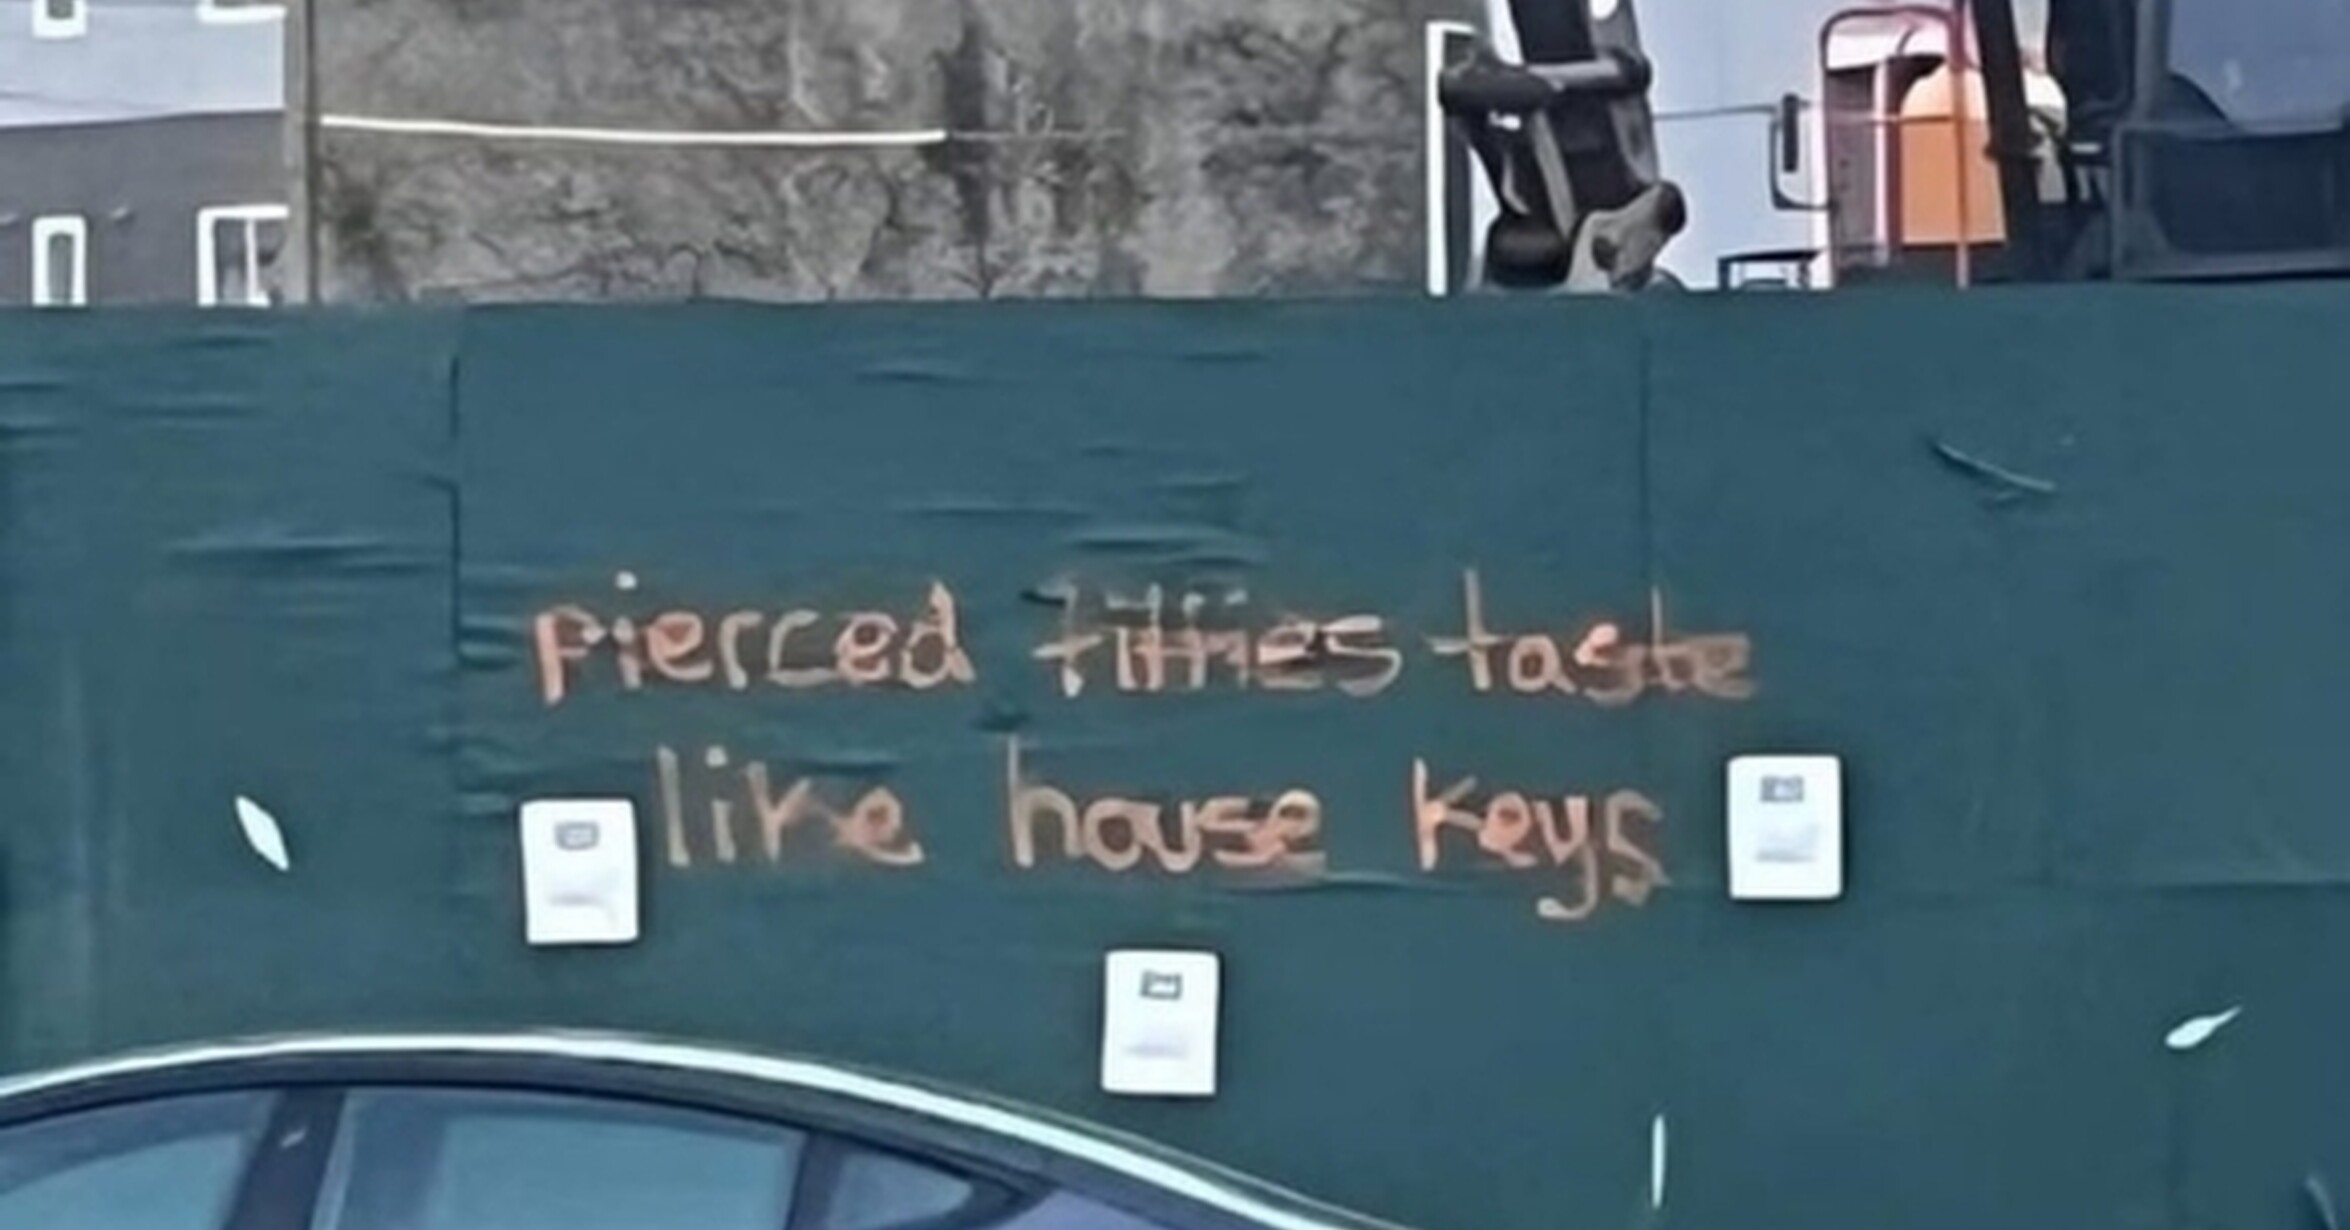 pierced titties taste
like house keys